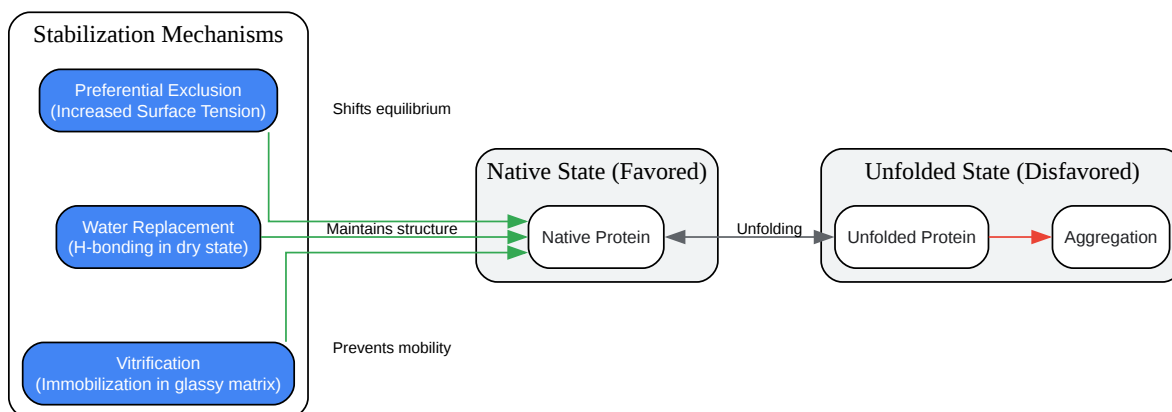 Stabilization Mechanisms
Preferential Exclusion
(Increased Surface Tension)
Shifts equilibrium
Water Replacement
(H-bonding in dry state)
Maintains structure
Vitrification
(Immobilization in glassy matrix)
Prevents mobility
Native State (Favored)
Native Protein
Unfolding
Unfolded State (Disfavored)
Unfolded Protein
Aggregation